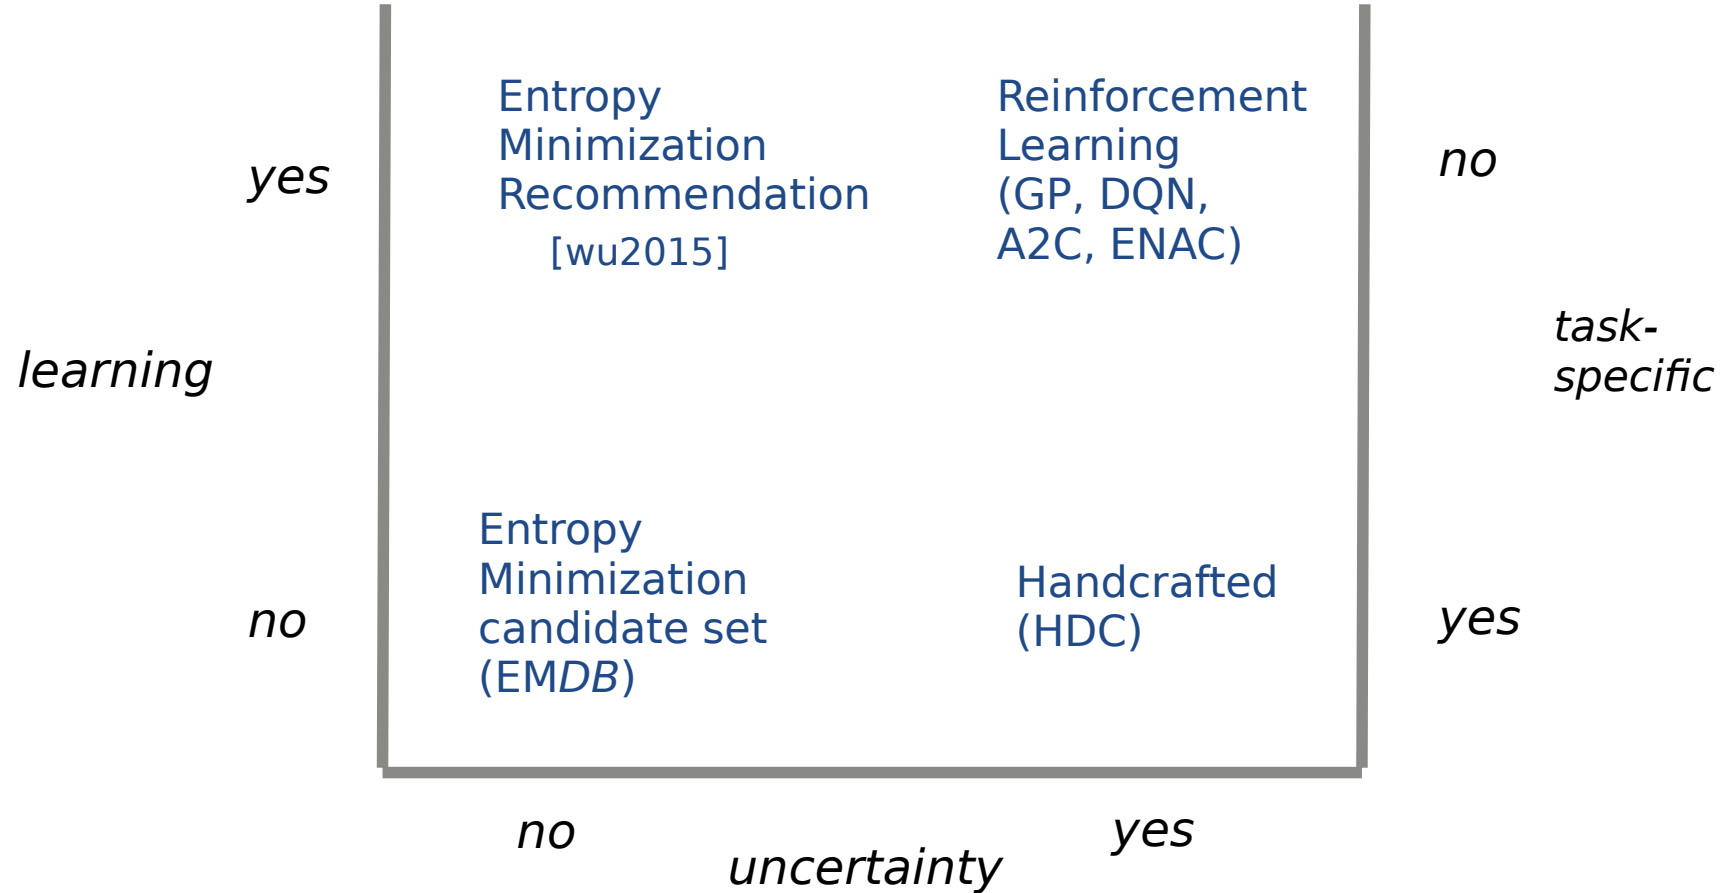 Entropy
Minimization
Recommendation
[wu2015]
Reinforcement
Learning
(GP, DQN,
A2C, ENAC)
yes
no
learning
task-
specific
Entropy
Minimization
candidate set
(EMDB)
Handcrafted
(HDC)
no
yes
no
yes
uncertainty